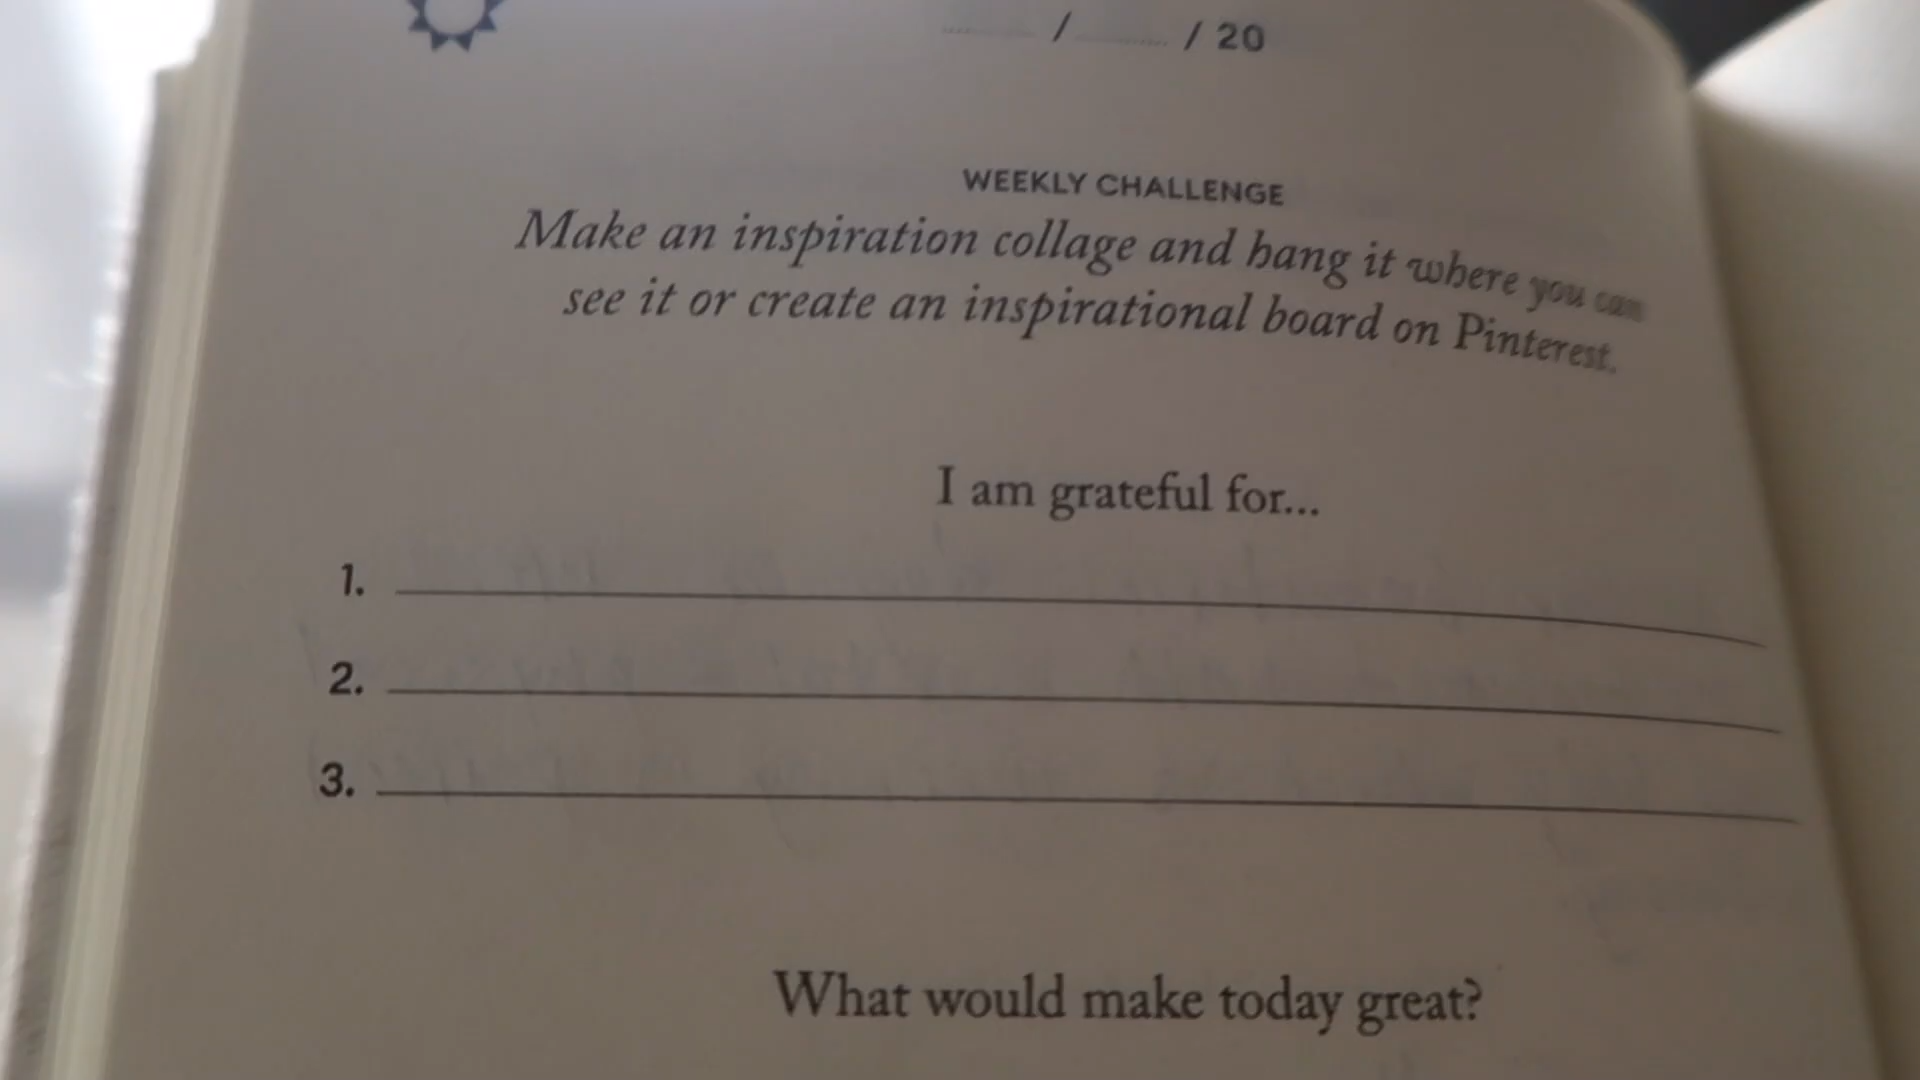 / / 20
WEEKLY CHALLENGE
Make an inspiration collage and hang it where you can
see it or create an inspirational board on Pinterest.
I am grateful for...
1.
2.
3.
What would make today great?